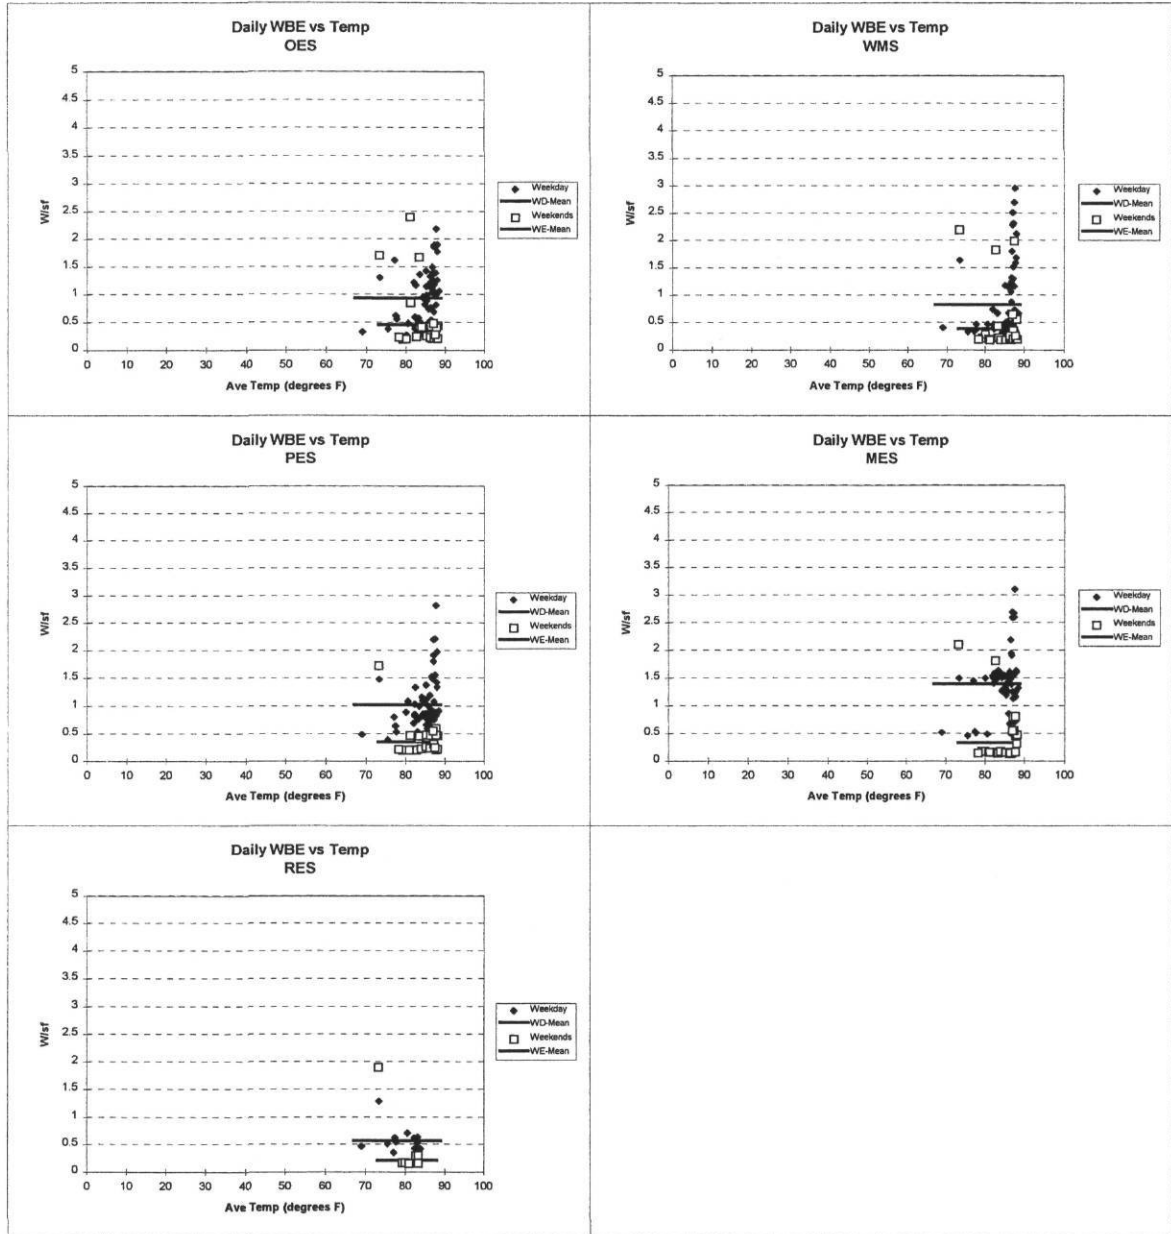 Daily WBE vs Temp
OES
5
4.5
4
3.5
3
2.5
2
1.5
1
0.5
0
W/sf
0 10 20 30 40 50 60 70 80 90 100
Ave Temp (degrees F)
Weekday
WD-Mean
Weekends
WE-Mean
Daily WBE vs Temp
WMS
5
4.5
4
3.5
3
2.5
2
1.5
1
0.5
0
W/sf
0 10 20 30 40 50 60 70 80 90 100
Ave Temp (degrees F)
Weekday
WD-Mean
Weekends
WE-Mean
Daily WBE vs Temp
PES
5
4.5
4
3.5
3
2.5
2
1.5
1
0.5
0
W/sf
0 10 20 30 40 50 60 70 80 90 100
Ave Temp (degrees F)
Weekday
WD-Mean
Weekends
WE-Mean
Daily WBE vs Temp
MES
5
4.5
4
3.5
3
2.5
2
1.5
1
0.5
0
W/sf
0 10 20 30 40 50 60 70 80 90 100
Ave Temp (degrees F)
Weekday
WD-Mean
Weekends
WE-Mean
Daily WBE vs Temp
RES
5
4.5
4
3.5
3
2.5
2
1.5
1
0.5
0
W/sf
0 10 20 30 40 50 60 70 80 90 100
Ave Temp (degrees F)
Weekday
WD-Mean
Weekends
WE-Mean